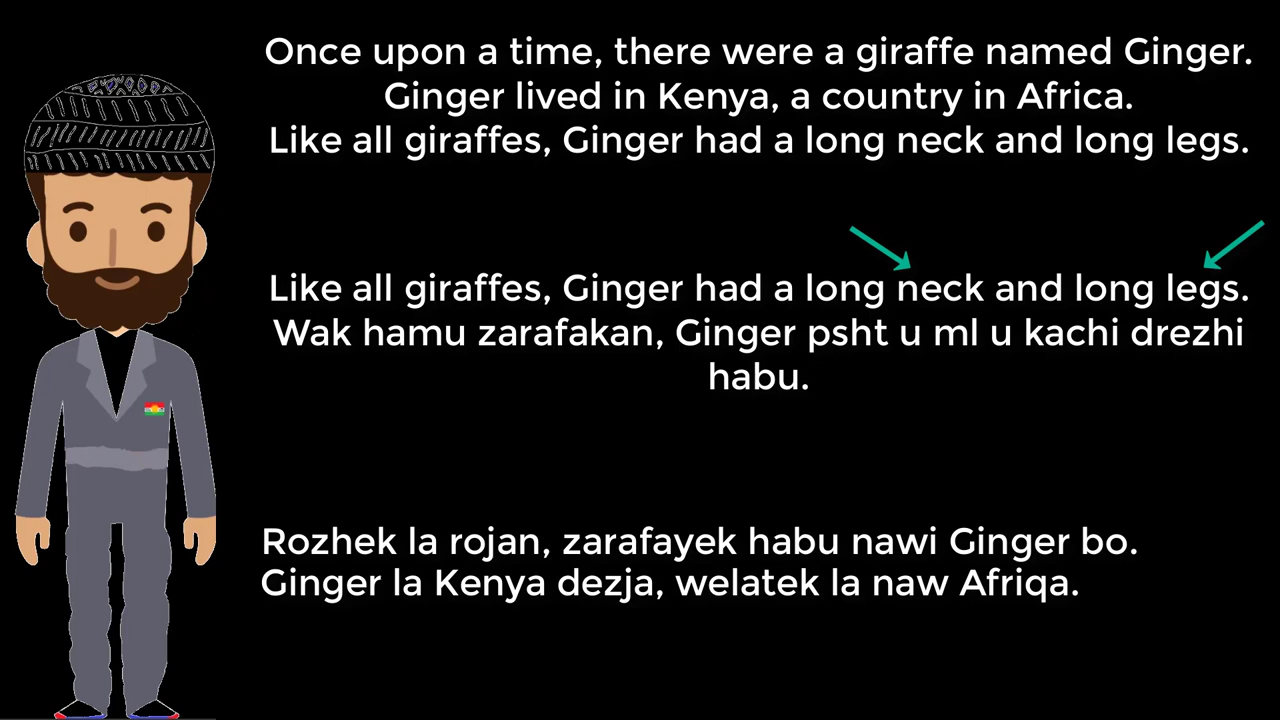 Once upon a time, there were a giraffe named Ginger.
Ginger lived in Kenya, a country in Africa.
Like all giraffes, Ginger had a long neck and long legs.
Like all giraffes, Ginger had a long neck and long legs.
Wak hamu zarafakan, Ginger psht u ml u kachi drezhi
habu.
Rozhek la rojan, zarafayek habu nawi Ginger bo.
Ginger la Kenya dezja, welatek la naw Afriqa.